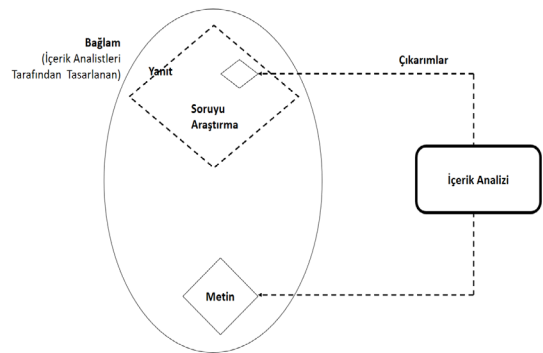 Bağlam
(İçerik Analistleri
Tarafından Tasarlanan)
Yanıt
Soruyu
Araştırma
Çıkarımlar
İçerik Analizi
Metin